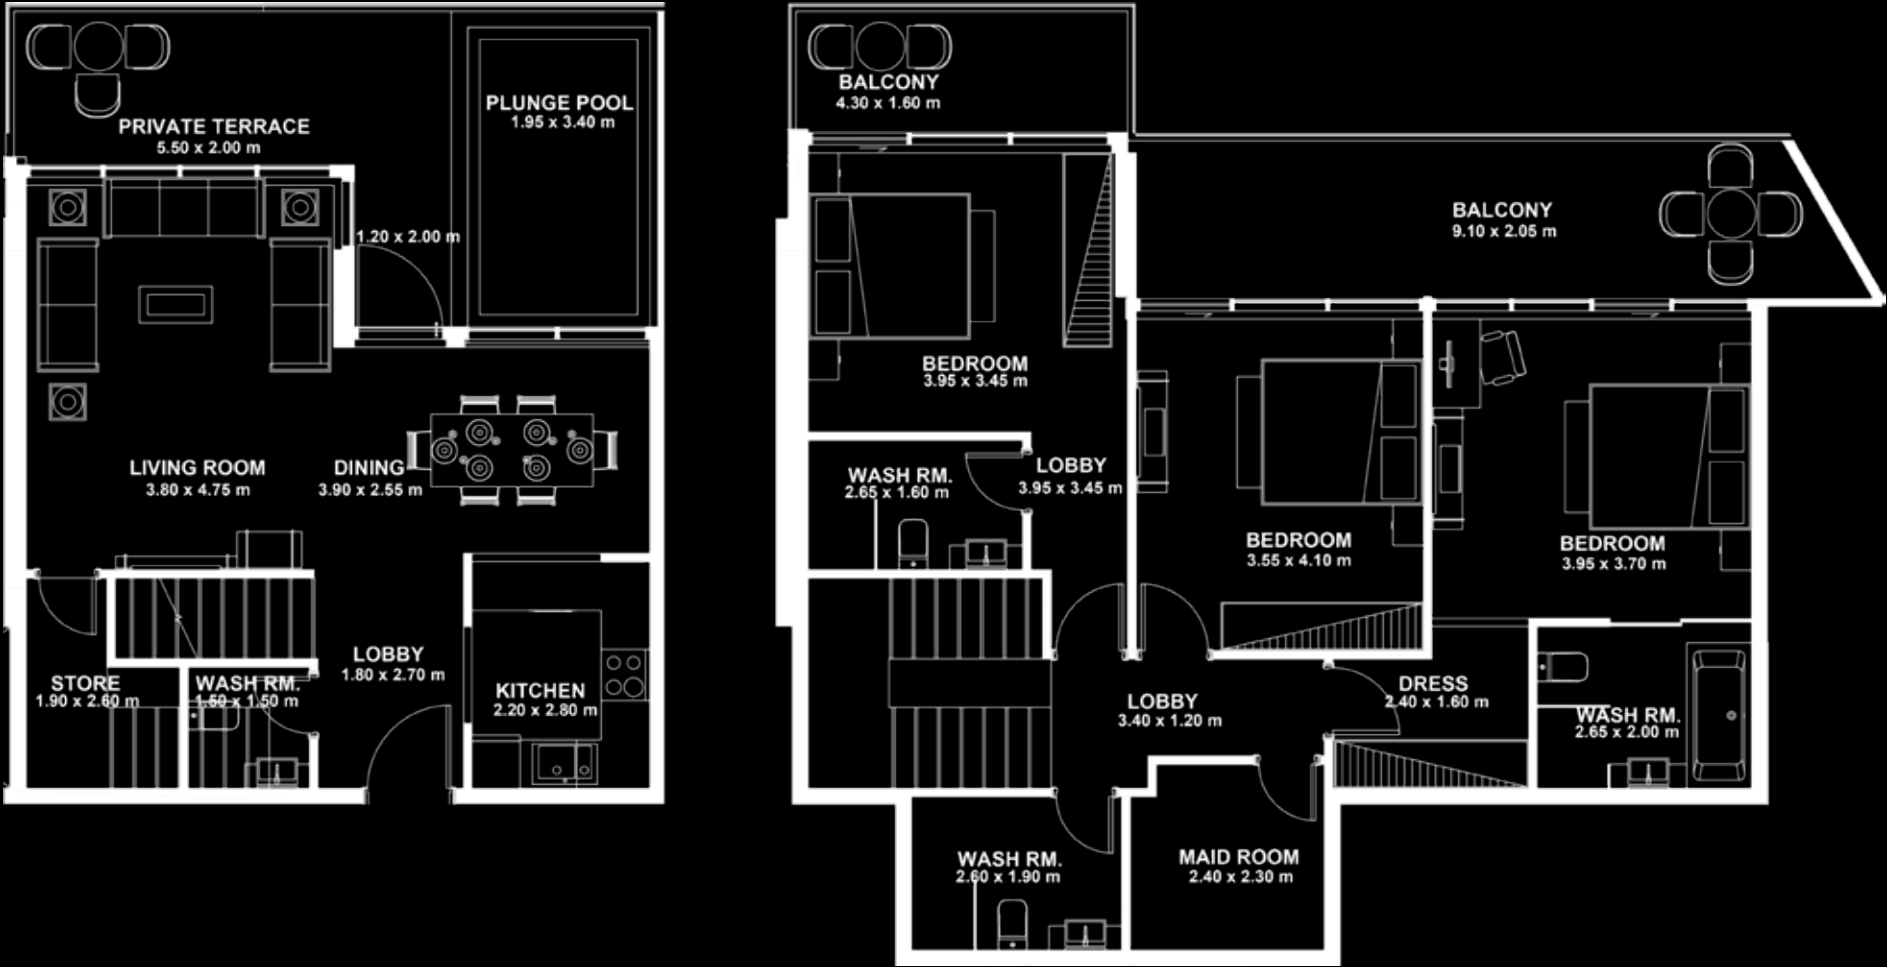 PRIVATE TERRACE
5.50 x 2.00 m
PLUNGE POOL
1.95 x 3.40 m
1.20 x 2.00 m
LIVING ROOM
3.80 x 4.75 m
DINING
3.90 x 2.55 m
LOBBY
1.80 x 2.70 m
STORE
1.90 x 2.60 m
WASH RM.
1.50 x 1.50 m
KITCHEN
2.20 x 2.80 m
BALCONY
4.30 x 1.60 m
BALCONY
9.10 x 2.05 m
BEDROOM
3.95 x 3.45 m
WASH RM.
2.65 x 1.60 m
LOBBY
3.95 x 3.45 m
BEDROOM
3.55 x 4.10 m
BEDROOM
3.95 x 3.70 m
LOBBY
3.40 x 1.20 m
DRESS
2.40 x 1.60 m
WASH RM.
2.65 x 2.00 m
WASH RM.
2.60 x 1.90 m
MAID ROOM
2.40 x 2.30 m